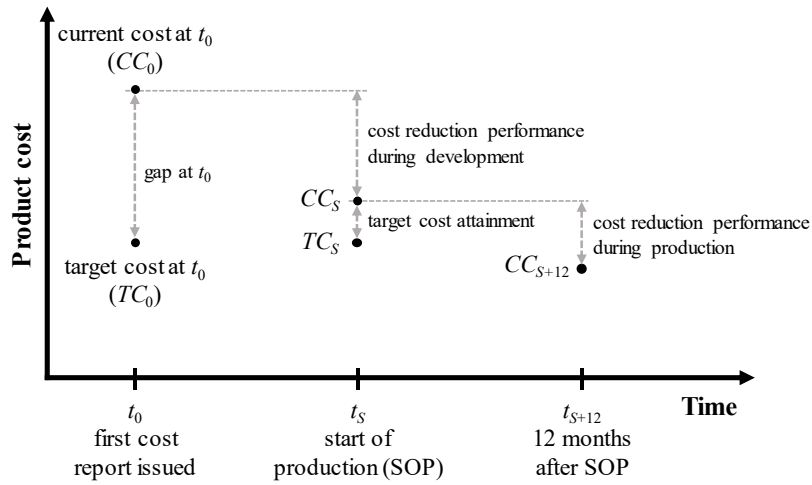 current cost at t0
(CC0)
gap at t0
target cost at t0
(TC0)
cost reduction performance
during development
CCS
target cost attainment
TCS
cost reduction performance
during production
CCS+12
Product cost
Time
t0
first cost
report issued
tS
start of
production (SOP)
tS+12
12 months
after SOP